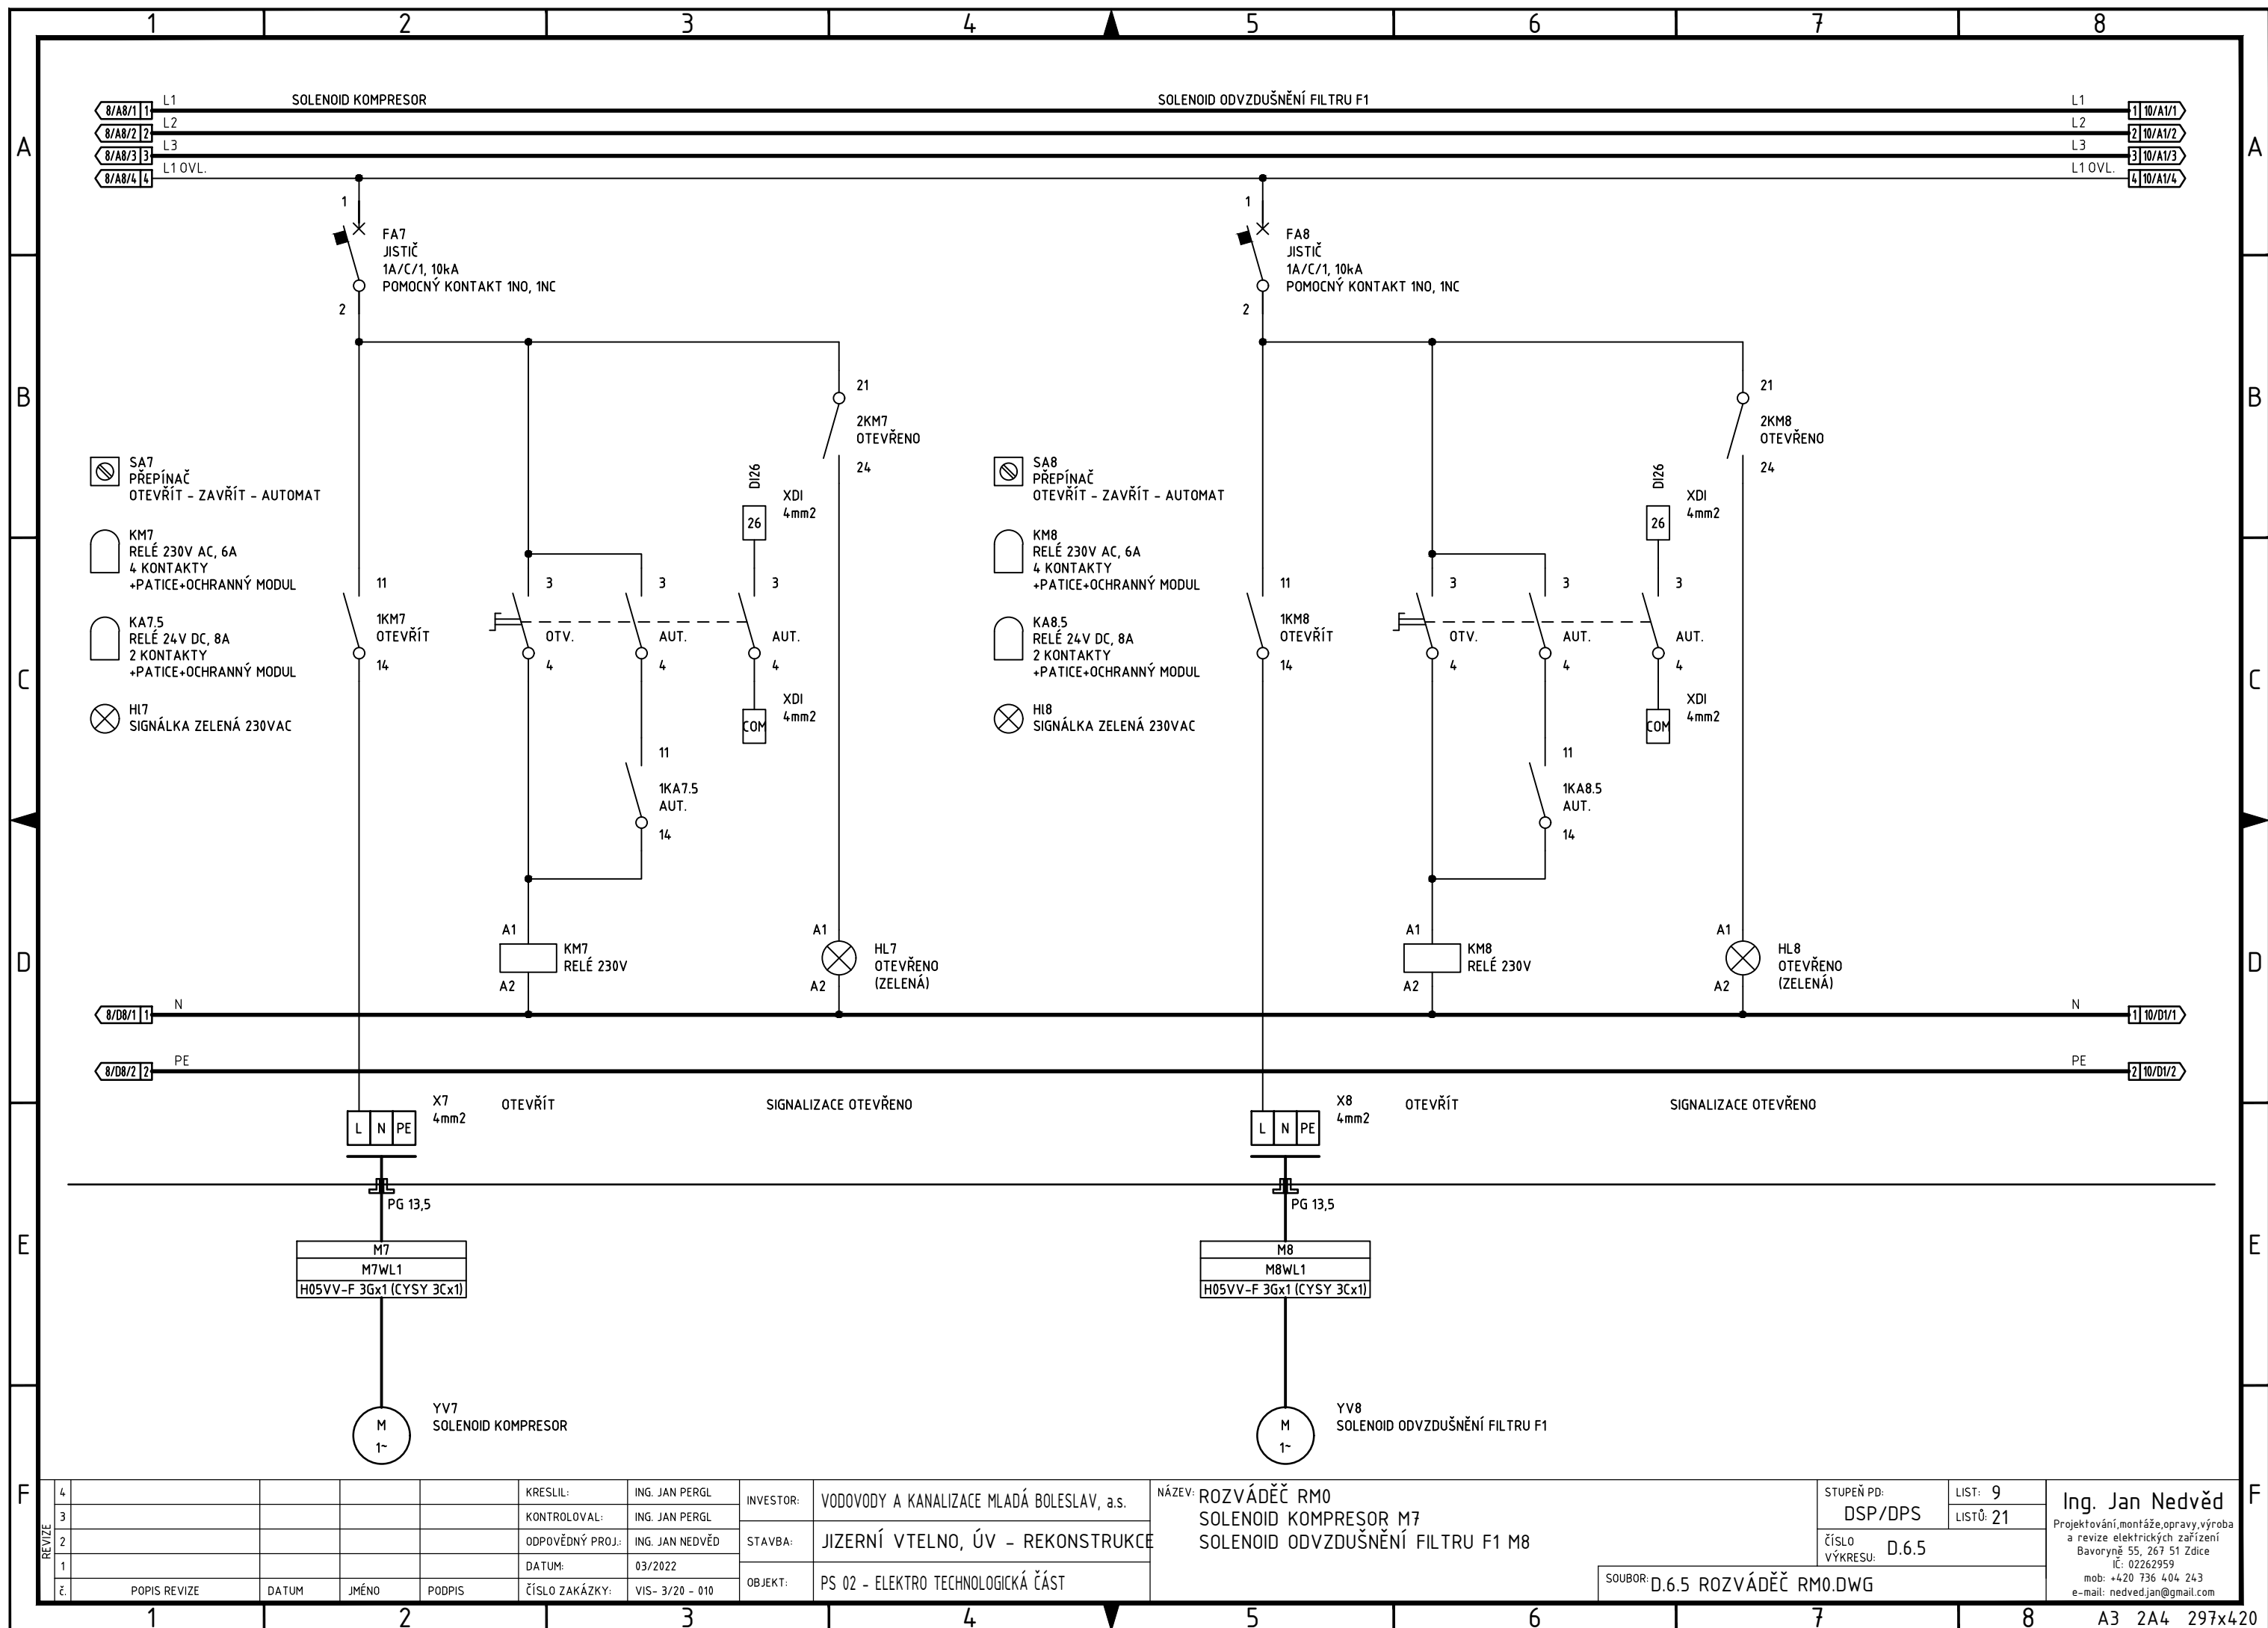 1 2 3 4 5 6 7 8
A A
B B
C C
D D
E E
F F
8/A8/1 1 L1 SOLENOID KOMPRESOR SOLENOID ODVZDUŠNĚNÍ FILTRU F1 L1 1 10/A1/1
8/A8/2 2 L2 L2 2 10/A1/2
8/A8/3 3 L3 L3 3 10/A1/3
8/A8/4 4 L1 OVL. L1 OVL. 4 10/A1/4
1
FA7
JISTIČ
1A/C/1, 10kA
POMOCNÝ KONTAKT 1NO, 1NC
2
21
2KM7
OTEVŘENO
24
SA7
PŘEPÍNAČ
OTEVŘÍT - ZAVŘÍT - AUTOMAT
KM7
RELÉ 230V AC, 6A
4 KONTAKTY
+PATICE+OCHRANNÝ MODUL
KA7.5
RELÉ 24V DC, 8A
2 KONTAKTY
+PATICE+OCHRANNÝ MODUL
Hl7
SIGNÁLKA ZELENÁ 230VAC
11
1KM7
OTEVŘÍT
14
DI26
26
XDI
4mm2
3 3 3
OTV. AUT. AUT.
4 4 4
COM
XDI
4mm2
11
1KA7.5
AUT.
14
A1
KM7
RELÉ 230V
A2
A1
HL7
OTEVŘENO
(ZELENÁ)
A2
1
FA8
JISTIČ
1A/C/1, 10kA
POMOCNÝ KONTAKT 1NO, 1NC
2
21
2KM8
OTEVŘENO
24
SA8
PŘEPÍNAČ
OTEVŘÍT - ZAVŘÍT - AUTOMAT
KM8
RELÉ 230V AC, 6A
4 KONTAKTY
+PATICE+OCHRANNÝ MODUL
KA8.5
RELÉ 24V DC, 8A
2 KONTAKTY
+PATICE+OCHRANNÝ MODUL
Hl8
SIGNÁLKA ZELENÁ 230VAC
11
1KM8
OTEVŘÍT
14
DI26
26
XDI
4mm2
3 3 3
OTV. AUT. AUT.
4 4 4
COM
XDI
4mm2
11
1KA8.5
AUT.
14
A1
KM8
RELÉ 230V
A2
A1
HL8
OTEVŘENO
(ZELENÁ)
A2
8/D8/1 1 N N 1 10/D1/1
8/D8/2 2 PE PE 2 10/D1/2
X7
4mm2
L N PE
OTEVŘÍT
SIGNALIZACE OTEVŘENO
X8
4mm2
L N PE
OTEVŘÍT
SIGNALIZACE OTEVŘENO
PG 13,5
M7
M7WL1
H05VV-F 3Gx1 (CYSY 3Cx1)
M
1~
YV7
SOLENOID KOMPRESOR
PG 13,5
M8
M8WL1
H05VV-F 3Gx1 (CYSY 3Cx1)
M
1~
YV8
SOLENOID ODVZDUŠNĚNÍ FILTRU F1
REVIZE
4
3
2
1
č. POPIS REVIZE DATUM JMÉNO PODPIS
KRESLIL: ING. JAN PERGL
KONTROLOVAL: ING. JAN PERGL
ODPOVĚDNÝ PROJ.: ING. JAN NEDVĚD
DATUM: 03/2022
ČÍSLO ZAKÁZKY: VIS- 3/20 - 010
INVESTOR: VODOVODY A KANALIZACE MLADÁ BOLESLAV, a.s.
STAVBA: JIZERNÍ VTELNO, ÚV - REKONSTRUKCE
OBJEKT: PS 02 - ELEKTRO TECHNOLOGICKÁ ČÁST
NÁZEV: ROZVÁDĚČ RM0
SOLENOID KOMPRESOR M7
SOLENOID ODVZDUŠNĚNÍ FILTRU F1 M8
SOUBOR: D.6.5 ROZVÁDĚČ RM0.DWG
STUPEŇ PD:
DSP/DPS
LIST: 9
LISTŮ: 21
ČÍSLO
VÝKRESU: D.6.5
Ing. Jan Nedvěd
Projektování,montáže,opravy,výroba
a revize elektrických zařízení
Bavoryně 55, 267 51 Zdice
IČ: 02262959
mob: +420 736 404 243
e-mail: nedved.jan@gmail.com
1 2 3 4 5 6 7 8
A3 2A4 297x420